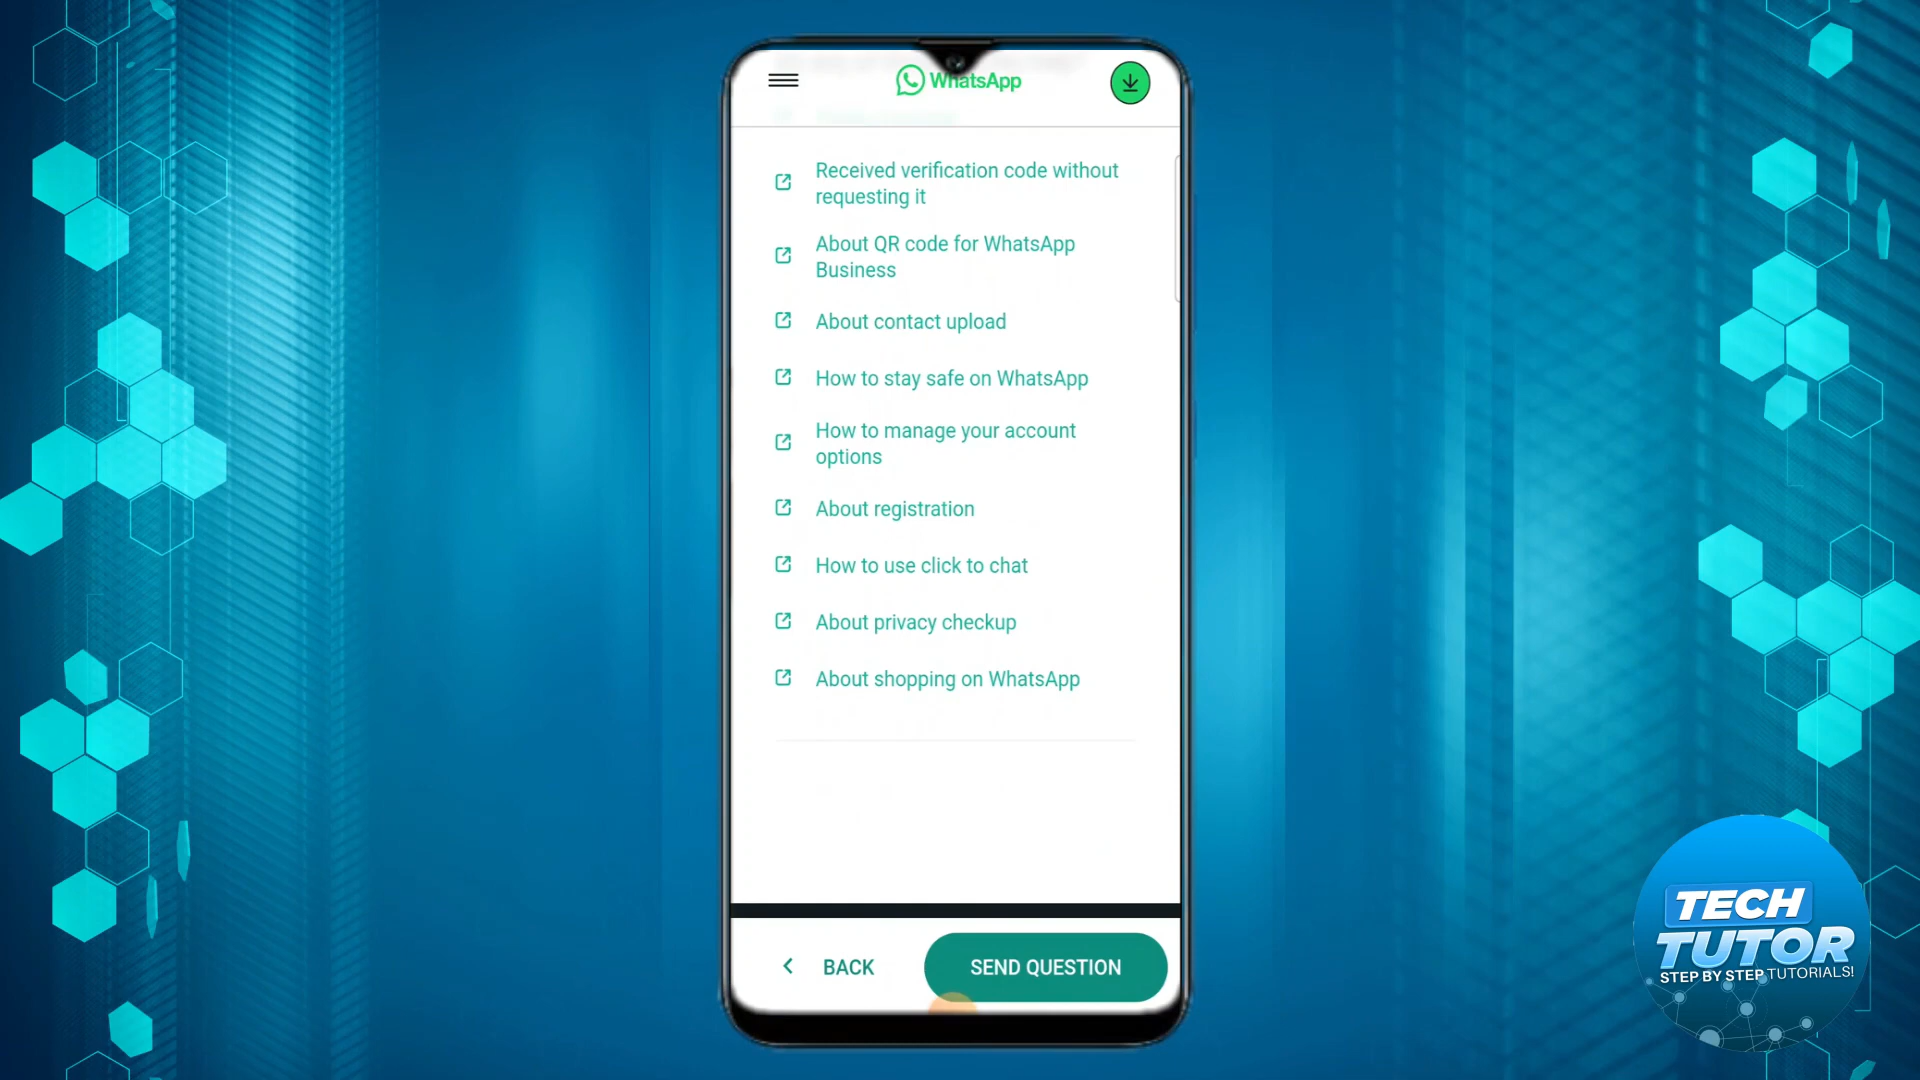 WhatsApp
Received verification code without
requesting it
About QR code for WhatsApp
Business
About contact upload
How to stay safe on WhatsApp
How to manage your account
options
About registration
How to use click to chat
About privacy checkup
About shopping on WhatsApp
BACK
SEND QUESTION
TECH
TUTOR
STEP BY STEP TUTORIALS!